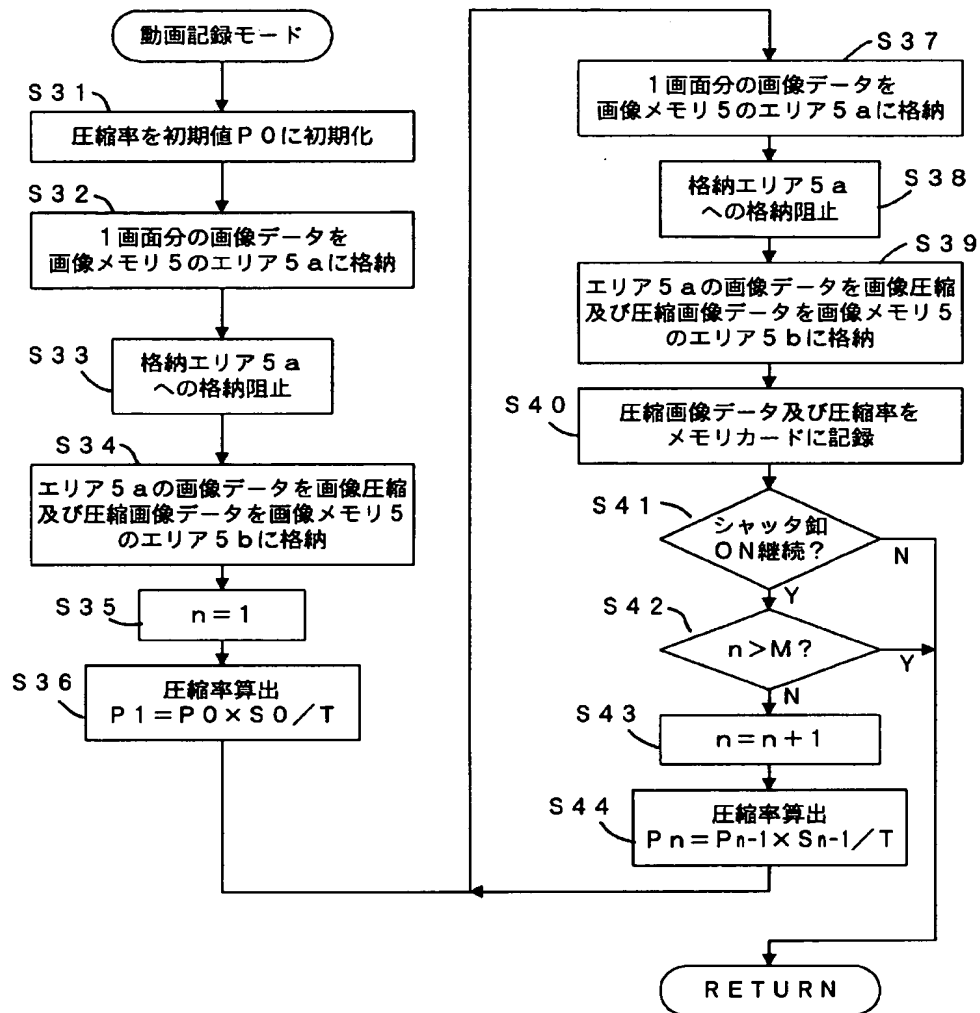 動画記録モード
S31
圧縮率を初期値P0に初期化
S32
1画面分の画像データを
画像メモリ5のエリア5aに格納
S33
格納エリア5a
への格納阻止
S34
エリア5aの画像データを画像圧縮
及び圧縮画像データを画像メモリ5
のエリア5bに格納
S35
n=1
S36
圧縮率算出
P1=P0×S0/T
S37
1画面分の画像データを
画像メモリ5のエリア5aに格納
S38
格納エリア5a
への格納阻止
S39
エリア5aの画像データを画像圧縮
及び圧縮画像データを画像メモリ5
のエリア5bに格納
S40
圧縮画像データ及び圧縮率を
メモリカードに記録
S41
シャッタ釦
ON継続?
N
Y
S42
n>M?
Y
N
S43
n=n+1
S44
圧縮率算出
Pn=Pn-1×Sn-1/T
RETURN